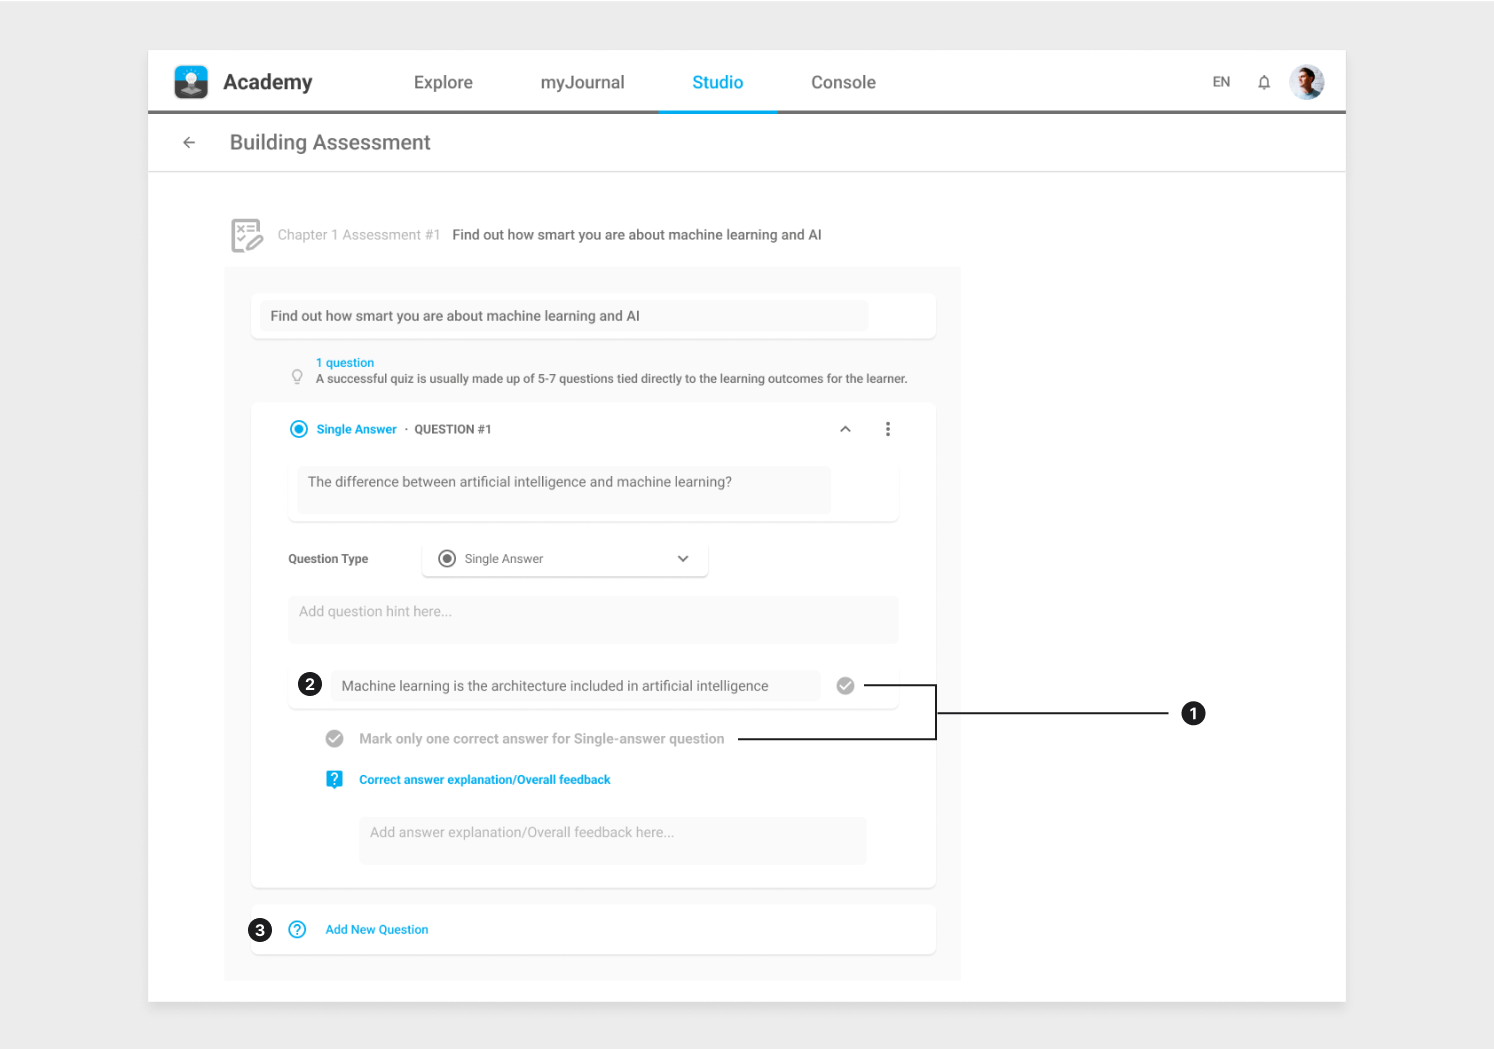 Academy
Explore
myJournal
Studio
Console
EN
Building Assessment
Chapter 1 Assessment #1 Find out how smart you are about machine learning and AI
Find out how smart you are about machine learning and AI
1 question
A successful quiz is usually made up of 5-7 questions tied directly to the learning outcomes for the learner.
Single Answer · QUESTION #1
The difference between artificial intelligence and machine learning?
Question Type
Single Answer
Add question hint here...
2
Machine learning is the architecture included in artificial intelligence
1
Mark only one correct answer for Single-answer question
Correct answer explanation/Overall feedback
Add answer explanation/Overall feedback here...
3
Add New Question